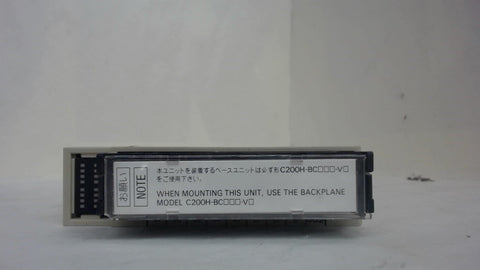 お願い
本ユニットを装着するベースユニットは必ず形C200H-BC□□□-V□
をご使用下さい。
NOTE
WHEN MOUNTING THIS UNIT, USE THE BACKPLANE
MODEL C200H-BC□□□-V□